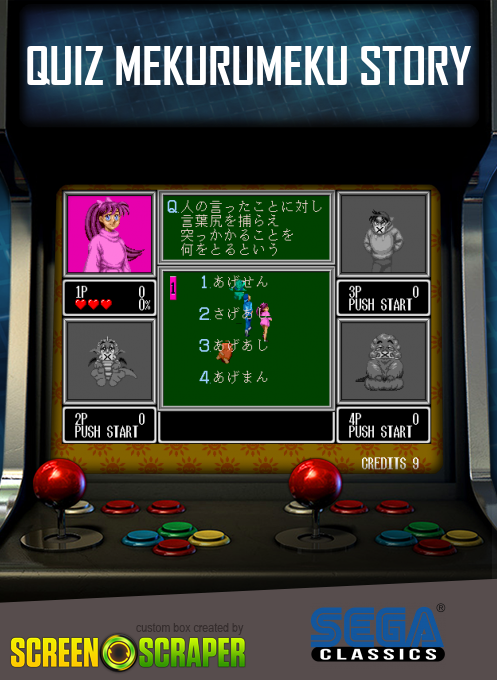 QUIZ MEKURUMEKU STORY
Q.人の言ったことに対し
言葉尻を捕らえ
突っかかることを
何をとるという
1 1.あげせん
2.さげあし
3.あげあし
4.あげまん
1P 0
0%
3P 0
PUSH START
2P 0
PUSH START
4P 0
PUSH START
CREDITS 9
custom box created by
SCREEN SCRAPER
SEGA®
CLASSICS